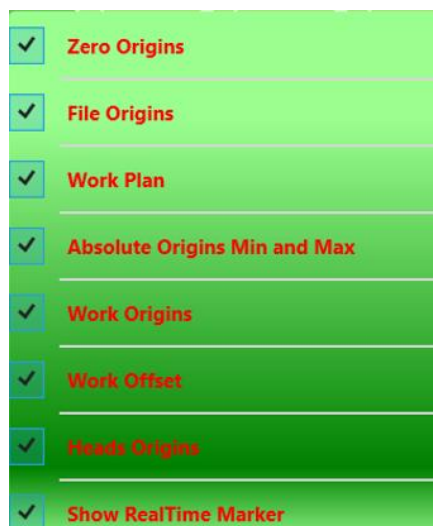 Zero Origins
File Origins
Work Plan
Absolute Origins Min and Max
Work Origins
Work Offset
Heads Origins
Show RealTime Marker